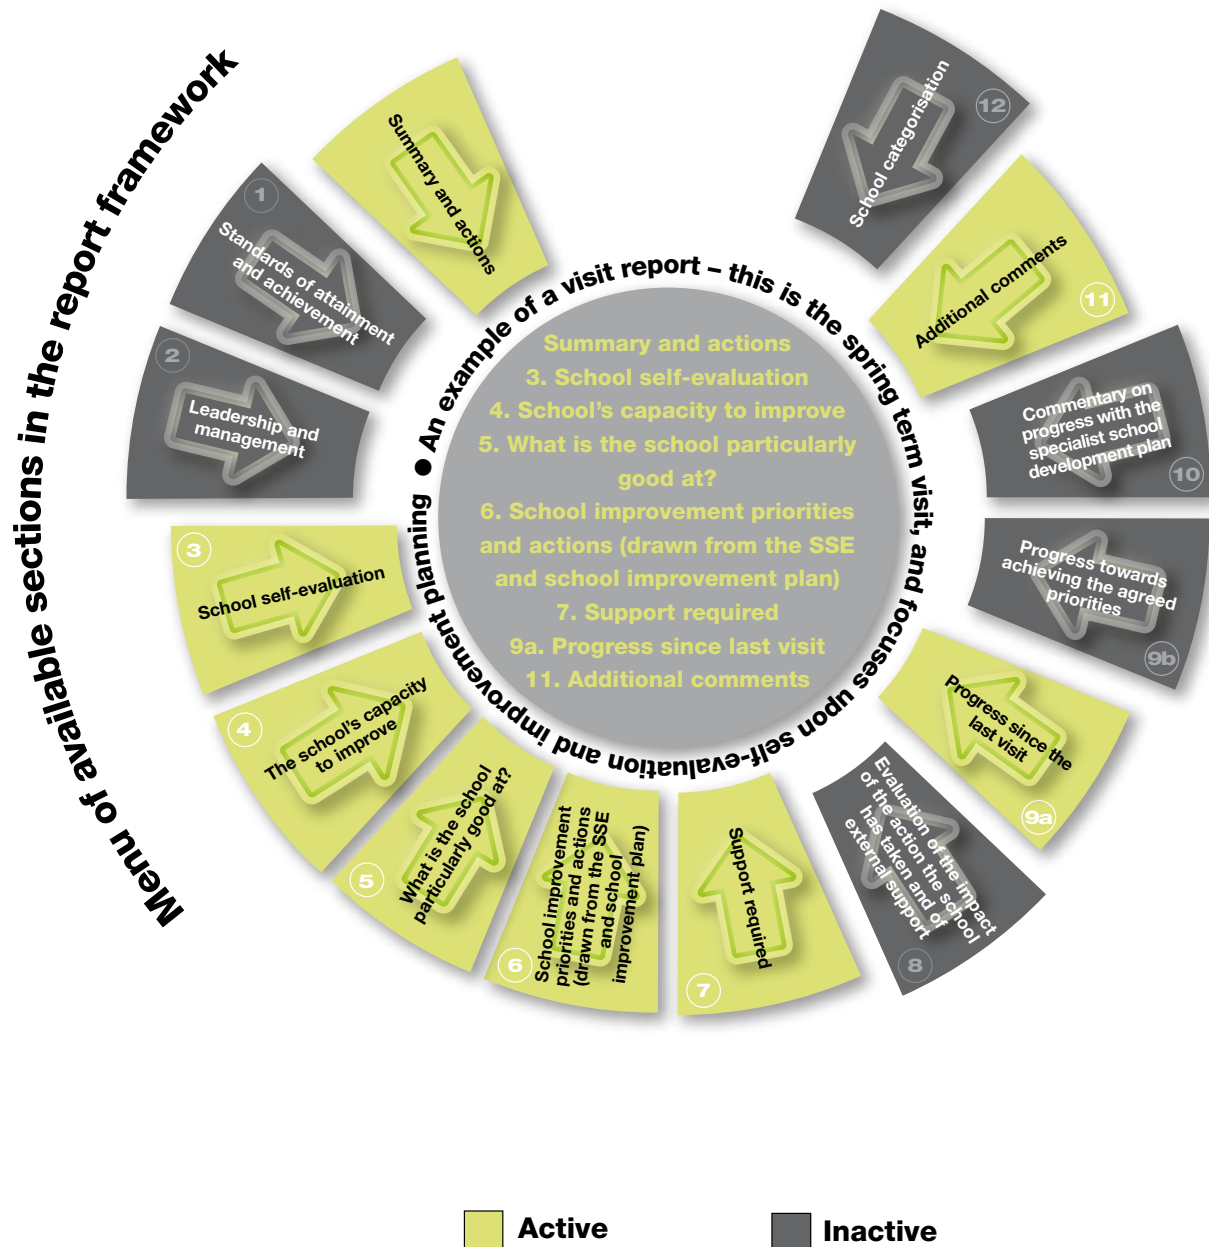 Menu of available sections in the report framework
Summary and actions
1
Standards of attainment
and achievement
2
Leadership and
management
3
School self-evaluation
4
The school's capacity
to improve
5
What is the school
particularly good at?
6
School improvement
priorities and actions
(drawn from the SSE
and school
improvement plan)
7
Support required
8
Evaluation of the impact
of the action the school
has taken and of
external support
9a
Progress since the
last visit
9b
Progress towards
achieving the agreed
priorities
10
Commentary on
progress with the
specialist school
development plan
11
Additional comments
12
School categorisation
● An example of a visit report – this is the spring term visit, and focuses upon self-evaluation and improvement planning
Summary and actions
3. School self-evaluation
4. School's capacity to improve
5. What is the school particularly
good at?
6. School improvement priorities
and actions (drawn from the SSE
and school improvement plan)
7. Support required
9a. Progress since last visit
11. Additional comments
Active
Inactive